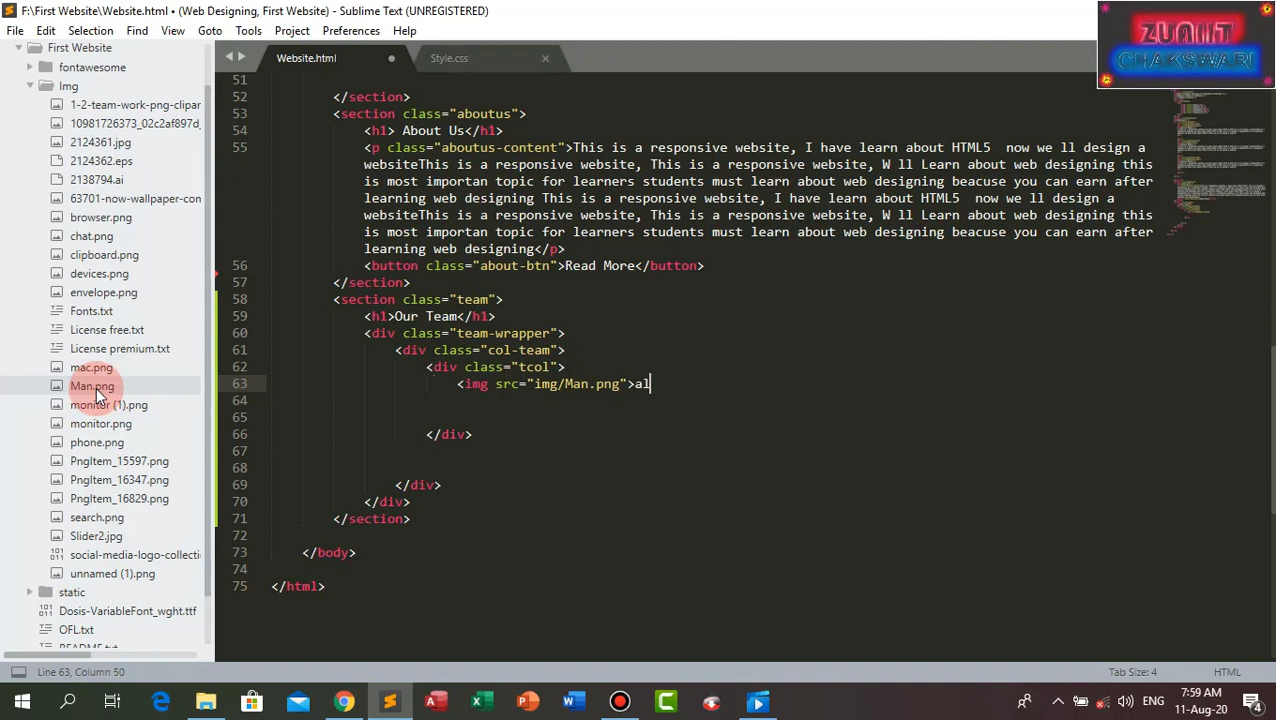 F:\First Website\Website.html • (Web Designing, First Website) - Sublime Text (UNREGISTERED)
ZUNIIT
CHAKSWARI
File Edit Selection Find View Goto Tools Project Preferences Help
First Website
fontawesome
Img
1-2-team-work-png-clipar
10981726373_02c2af897d_
2124361.jpg
2124362.eps
2138794.ai
63701-now-wallpaper-con
browser.png
chat.png
clipboard.png
devices.png
envelope.png
Fonts.txt
License free.txt
License premium.txt
mac.png
Man.png
monitor (1).png
monitor.png
phone.png
PngItem_15597.png
PngItem_16347.png
PngItem_16829.png
search.png
Slider2.jpg
social-media-logo-collecti
unnamed (1).png
static
Dosis-VariableFont_wght.ttf
OFL.txt
README.txt
Website.html Style.css
51
52 </section>
53 <section class="aboutus">
54 <h1> About Us</h1>
55 <p class="aboutus-content">This is a responsive website, I have learn about HTML5 now we ll design a
websiteThis is a responsive website, This is a responsive website, W ll Learn about web designing this
is most importan topic for learners students must learn about web designing beacuse you can earn after
learning web designing This is a responsive website, I have learn about HTML5 now we ll design a
websiteThis is a responsive website, This is a responsive website, W ll Learn about web designing this
is most importan topic for learners students must learn about web designing beacuse you can earn after
learning web designing</p>
56 <button class="about-btn">Read More</button>
57 </section>
58 <section class="team">
59 <h1>Our Team</h1>
60 <div class="team-wrapper">
61 <div class="col-team">
62 <div class="tcol">
63 <img src="img/Man.png">al
64
65
66 </div>
67
68
69 </div>
70 </div>
71 </section>
72
73 </body>
74
75 </html>
Line 63, Column 50 Tab Size: 4 HTML
ENG
7:59 AM
11-Aug-20
4